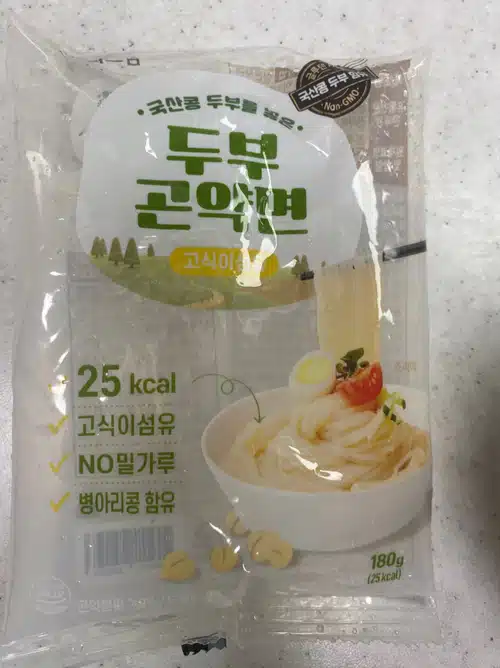 국산콩 두부 함유
Non-GMO
국산콩 두부를 넣은
두부
곤약면
고식이섬유
25 kcal
고식이섬유
NO밀가루
병아리콩 함유
180g
(25kcal)